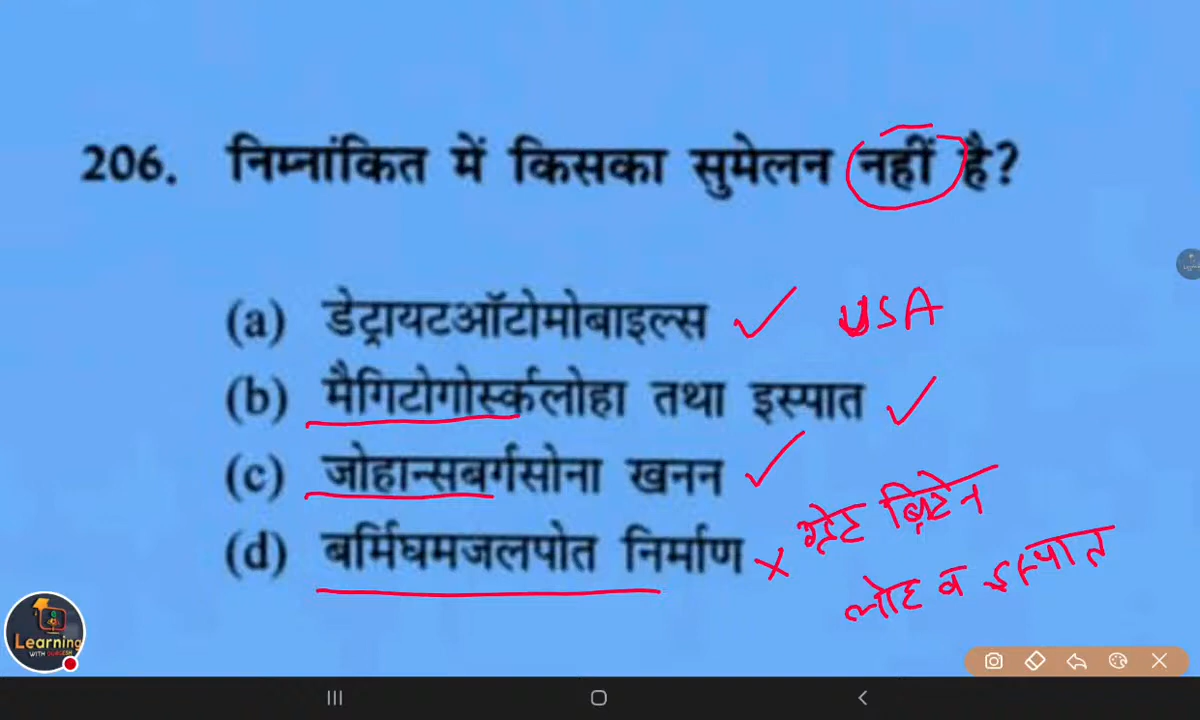 206. निम्नांकित में किसका सुमेलन नहीं है?
(a) डेट्रायटऑटोमोबाइल्स USA
(b) मैगिटोगोर्स्कलोहा तथा इस्पात
(c) जोहान्सबर्गसोना खनन
(d) बर्मिघमजलपोत निर्माण
ग्रेट ब्रिटेन
लोह व इस्पात
Learning